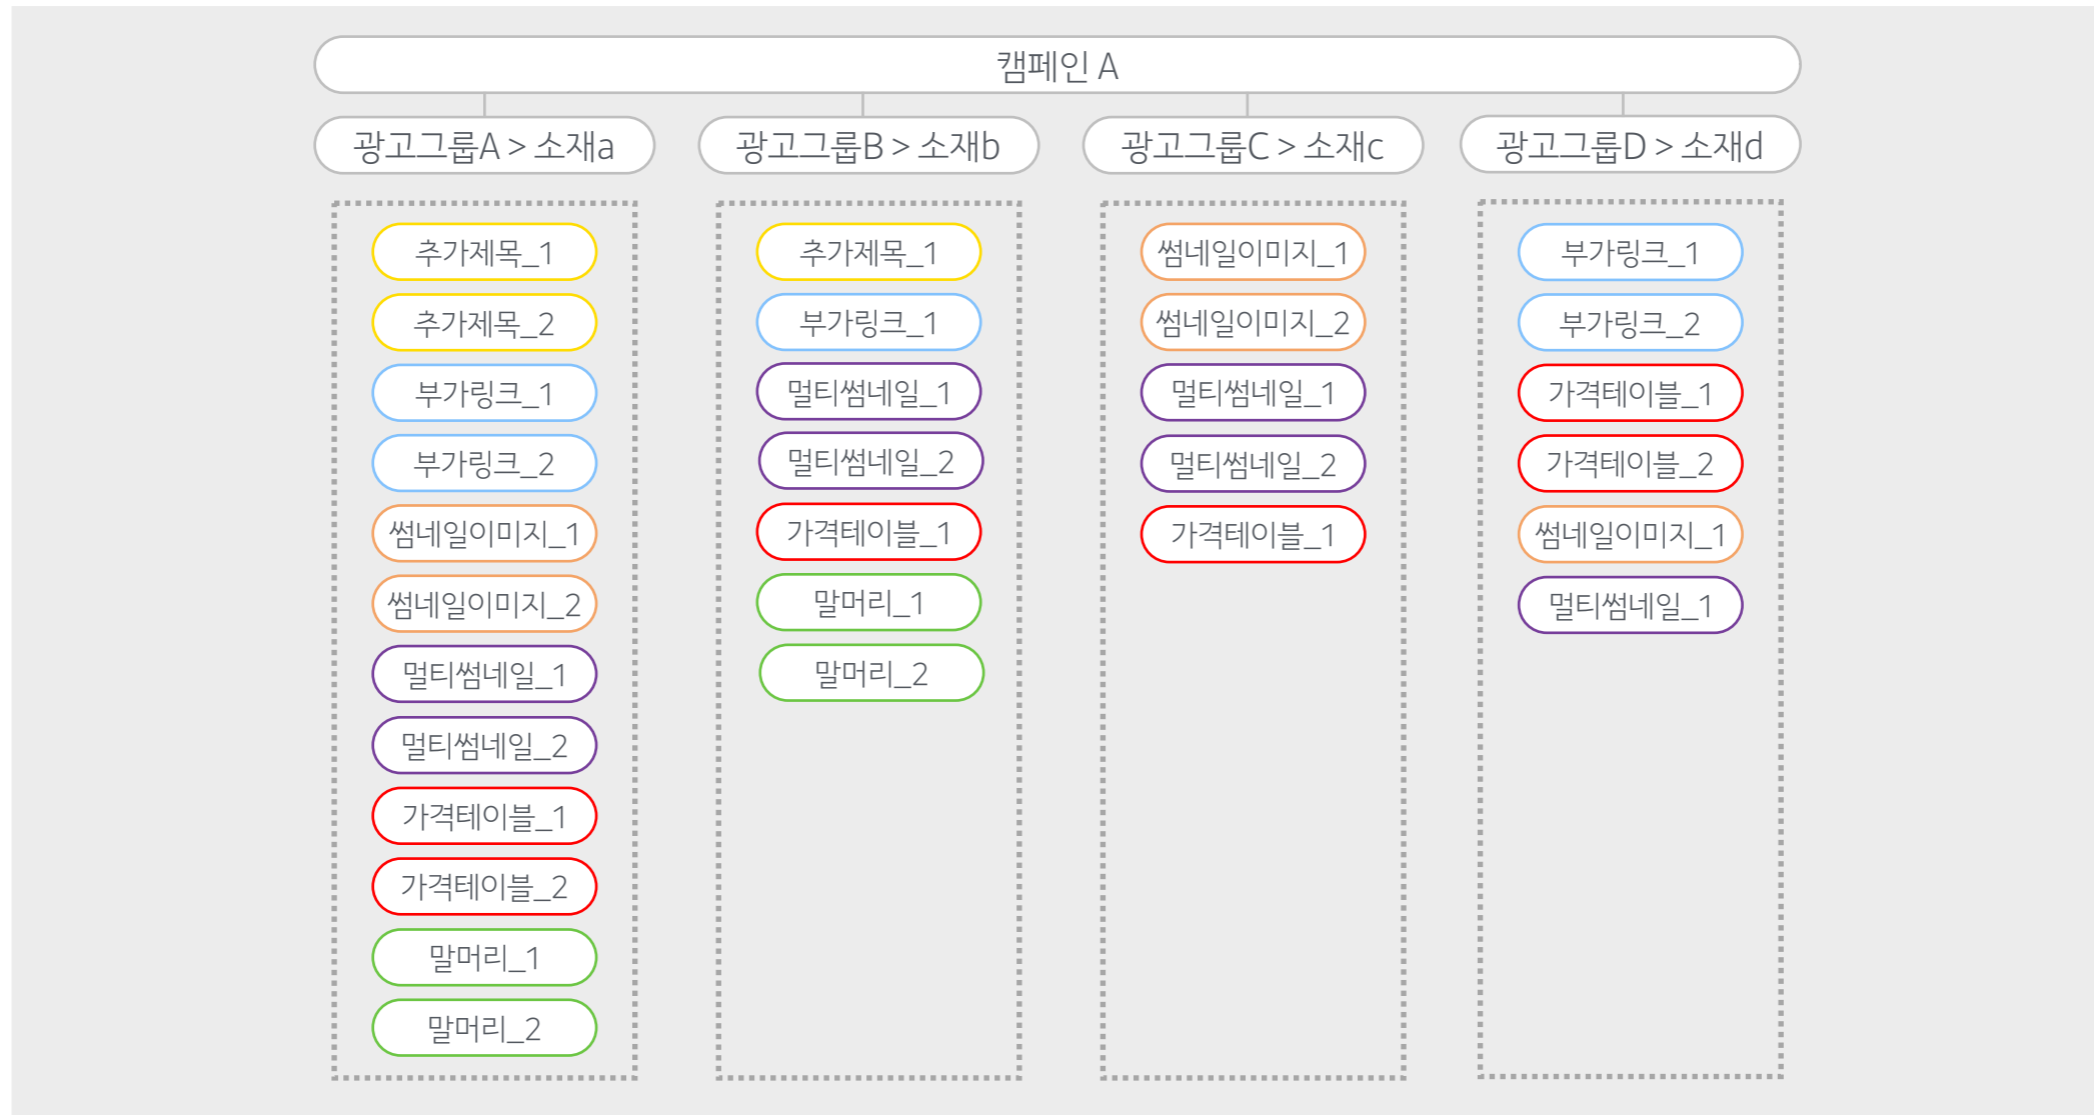 캠페인 A
광고그룹A > 소재a
추가제목_1
추가제목_2
부가링크_1
부가링크_2
썸네일이미지_1
썸네일이미지_2
멀티썸네일_1
멀티썸네일_2
가격테이블_1
가격테이블_2
말머리_1
말머리_2
광고그룹B > 소재b
추가제목_1
부가링크_1
멀티썸네일_1
멀티썸네일_2
가격테이블_1
말머리_1
말머리_2
광고그룹C > 소재c
썸네일이미지_1
썸네일이미지_2
멀티썸네일_1
멀티썸네일_2
가격테이블_1
광고그룹D > 소재d
부가링크_1
부가링크_2
가격테이블_1
가격테이블_2
썸네일이미지_1
멀티썸네일_1